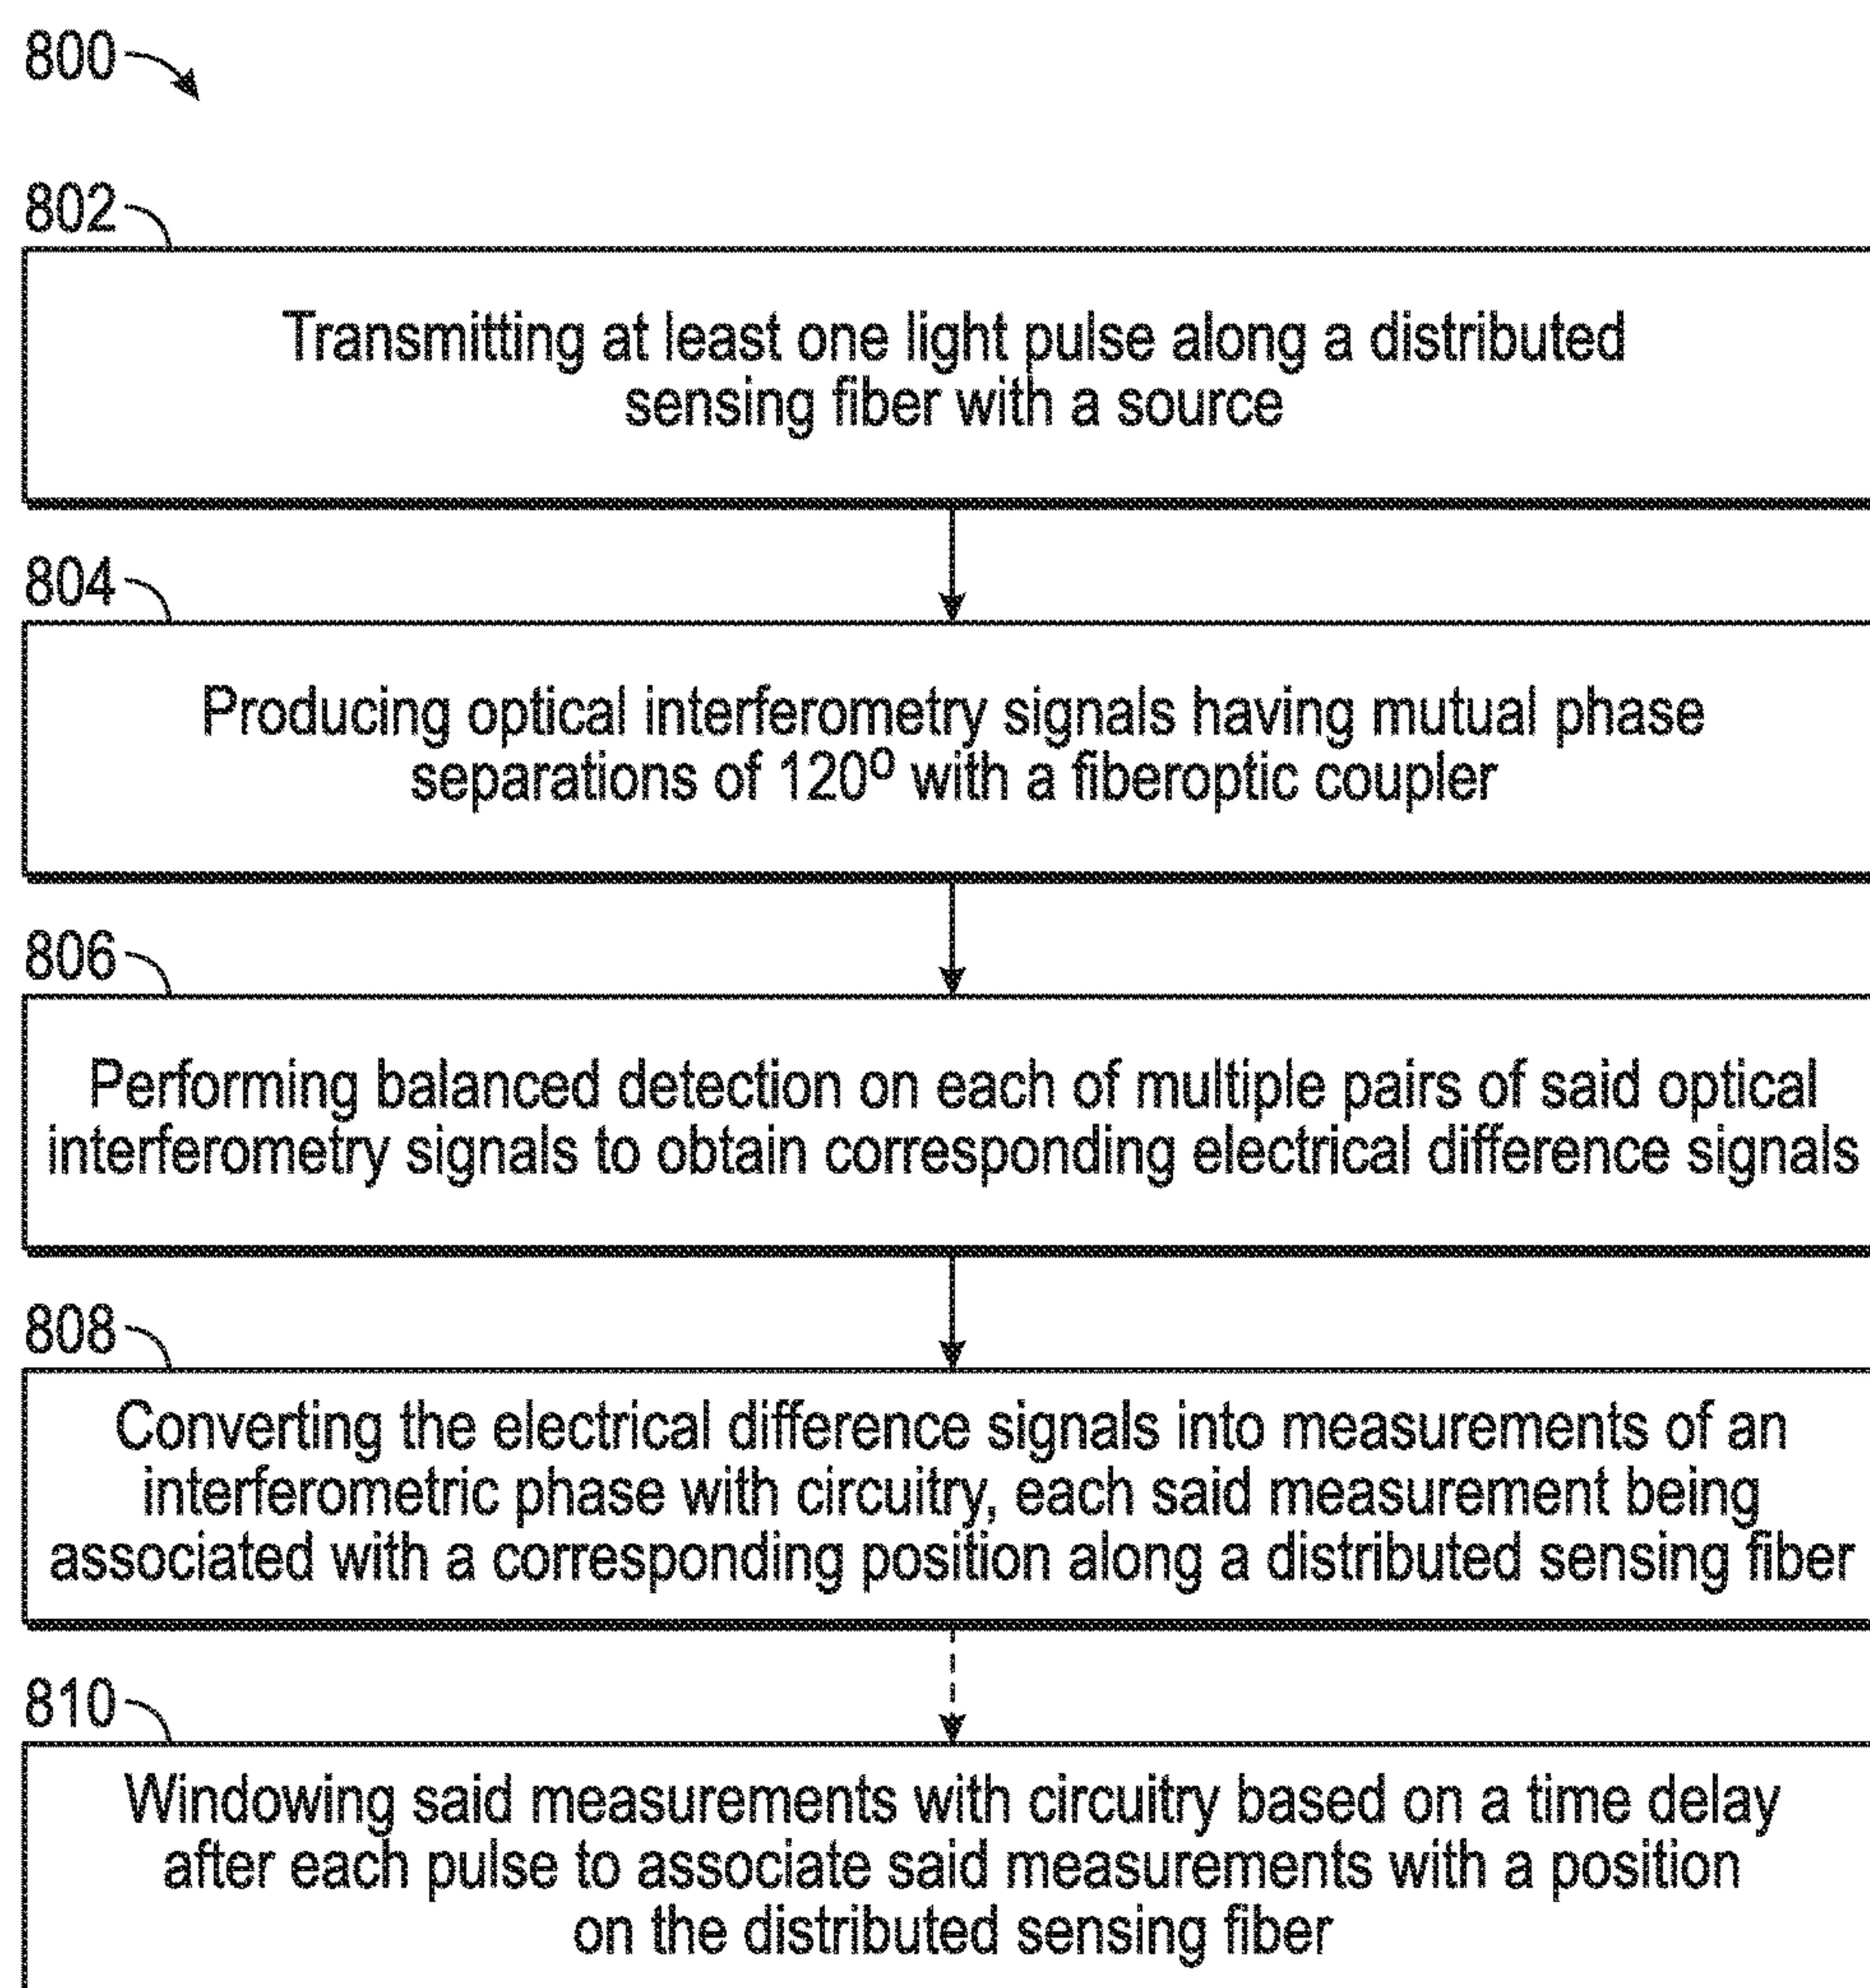 800
802
Transmitting at least one light pulse along a distributed
sensing fiber with a source
804
Producing optical interferometry signals having mutual phase
separations of 120º with a fiberoptic coupler
806
Performing balanced detection on each of multiple pairs of said optical
interferometry signals to obtain corresponding electrical difference signals
808
Converting the electrical difference signals into measurements of an
interferometric phase with circuitry, each said measurement being
associated with a corresponding position along a distributed sensing fiber
810
Windowing said measurements with circuitry based on a time delay
after each pulse to associate said measurements with a position
on the distributed sensing fiber